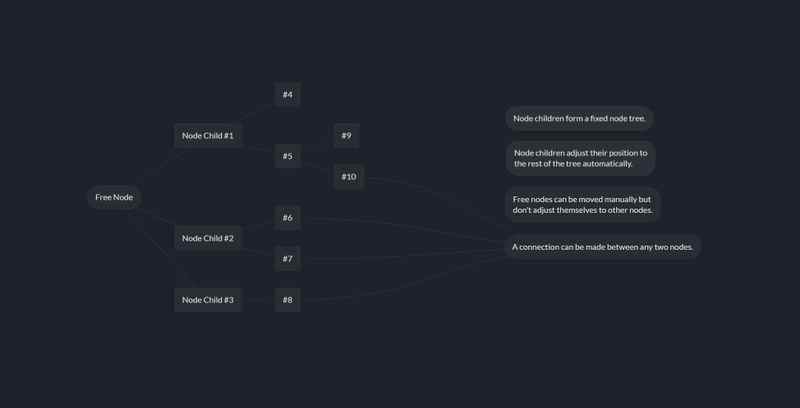 #4
Node Child #1
#9
#5
#10
Free Node
#6
Node Child #2
#7
Node Child #3
#8
Node children form a fixed node tree.
Node children adjust their position to
the rest of the tree automatically.
Free nodes can be moved manually but
don't adjust themselves to other nodes.
A connection can be made between any two nodes.